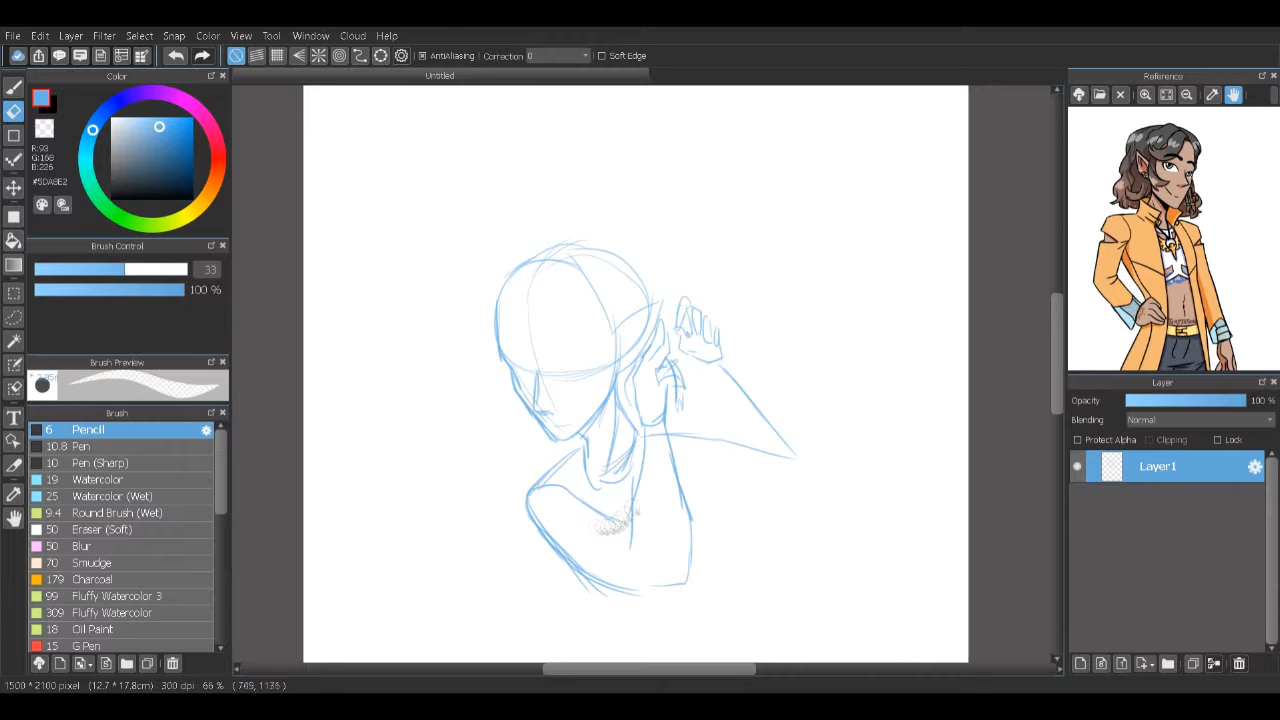 File Edit Layer Filter Select Snap Color View Tool Window Cloud Help
AntiAliasing Correction 0 Soft Edge
Color
Untitled
Reference
R:93
G:168
B:226
#5DA8E2
Brush Control
33
100 %
Brush Preview
Brush
6 Pencil
10.8 Pen
10 Pen (Sharp)
19 Watercolor
25 Watercolor (Wet)
9.4 Round Brush (Wet)
50 Eraser (Soft)
50 Blur
70 Smudge
179 Charcoal
99 Fluffy Watercolor 3
309 Fluffy Watercolor
18 Oil Paint
15 G Pen
Layer
Opacity 100 %
Blending Normal
Protect Alpha Clipping Lock
Layer1
1500 * 2100 pixel (12.7 * 17.8cm) 300 dpi 66 % ( 749, 1136 )